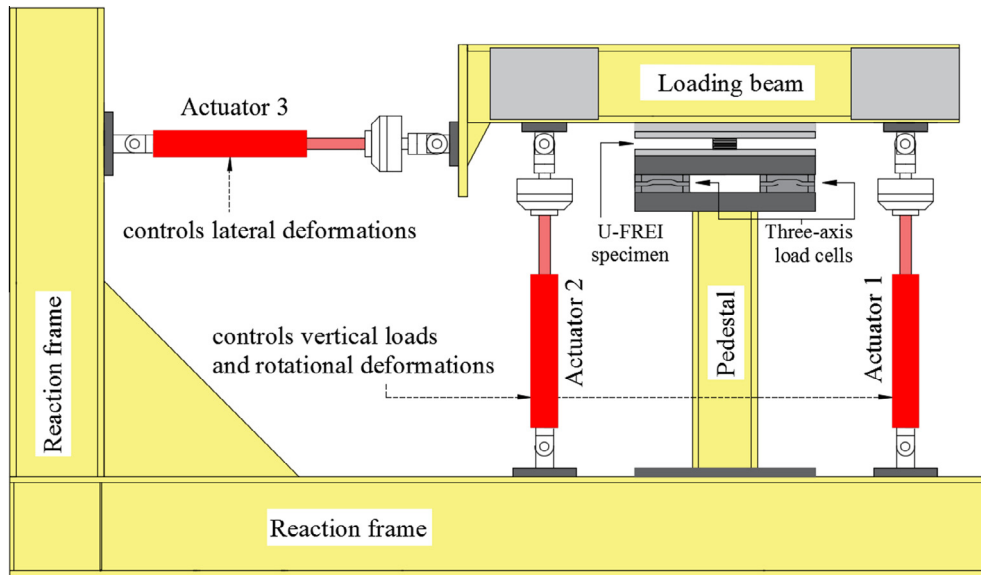 Loading beam
Actuator 3
controls lateral deformations
U-FREI
specimen
Three-axis
load cells
Reaction frame
controls vertical loads
and rotational deformations
Actuator 2
Pedestal
Actuator 1
Reaction frame